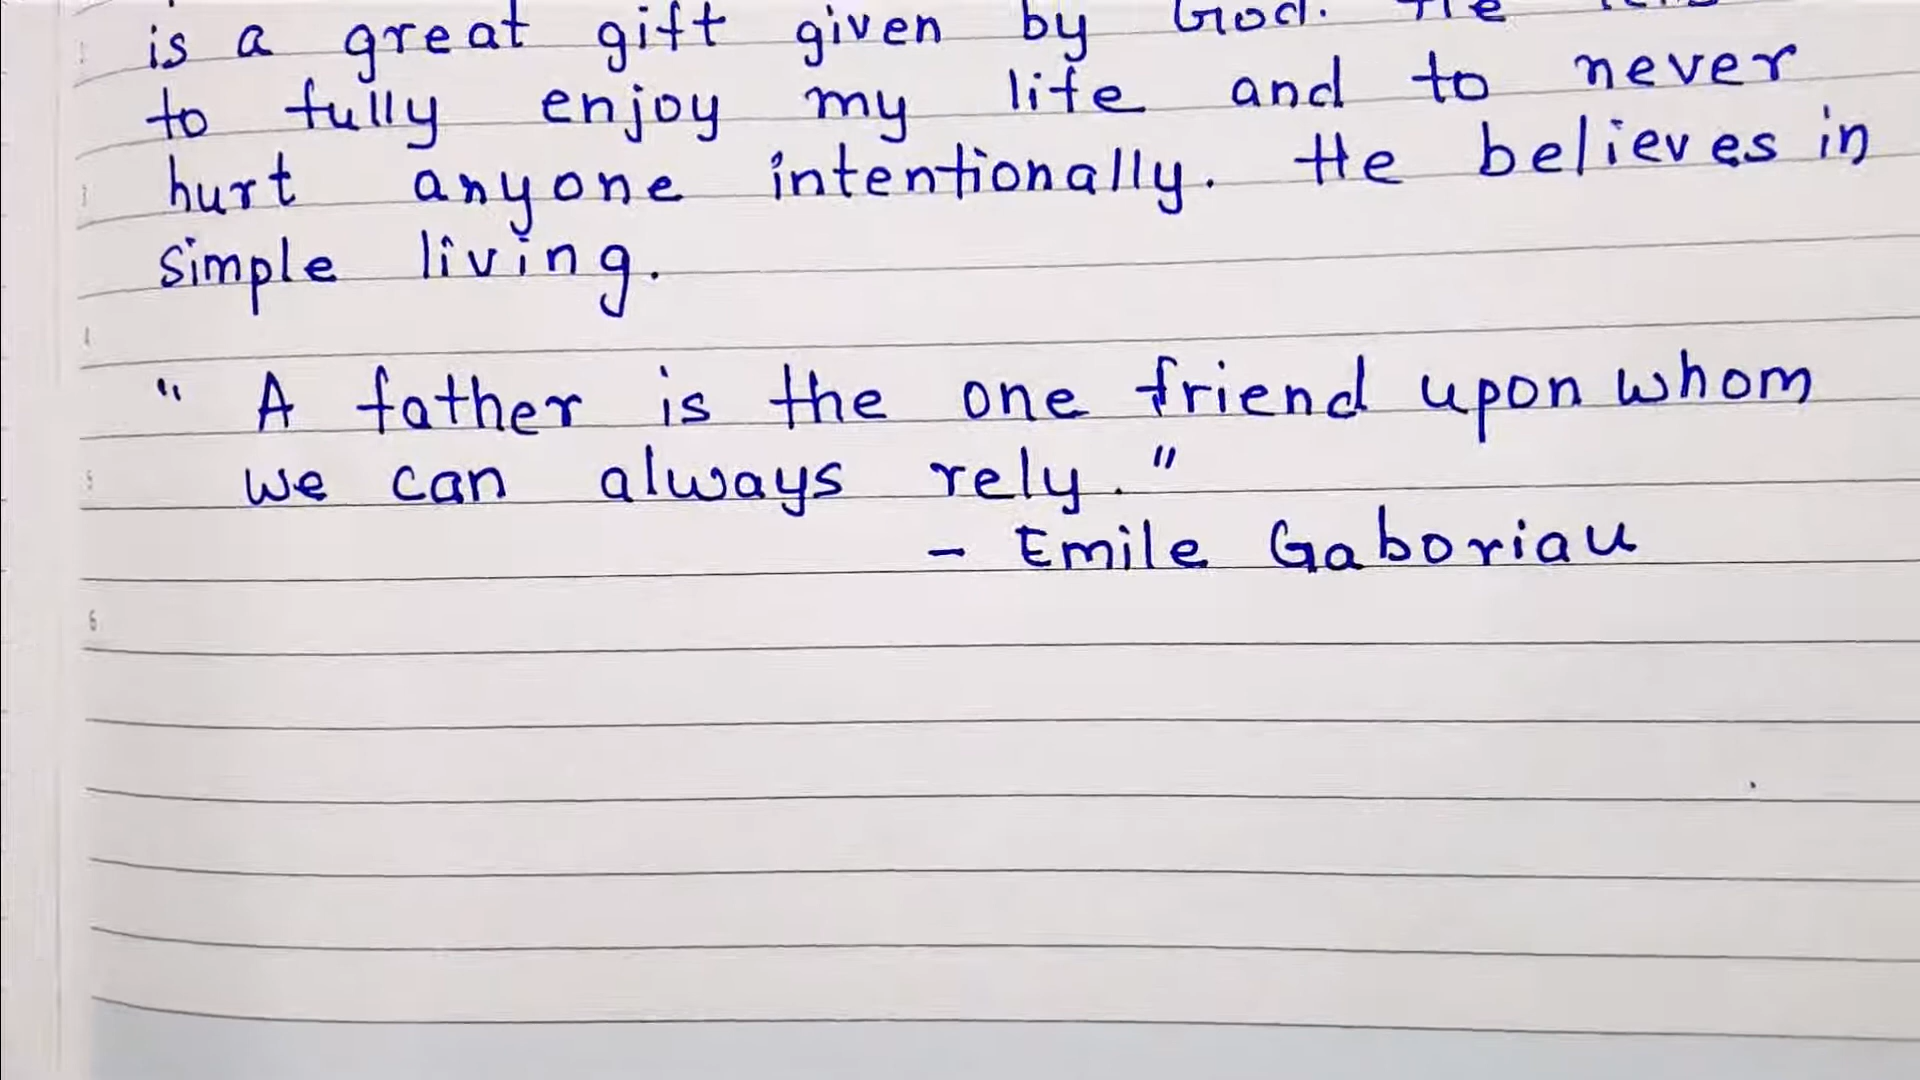 is a great gift given by God. He
to fully enjoy my life and to never
hurt anyone intentionally. He believes in
simple living.
" A father is the one friend upon whom
we can always rely."
- Emile Gaboriau